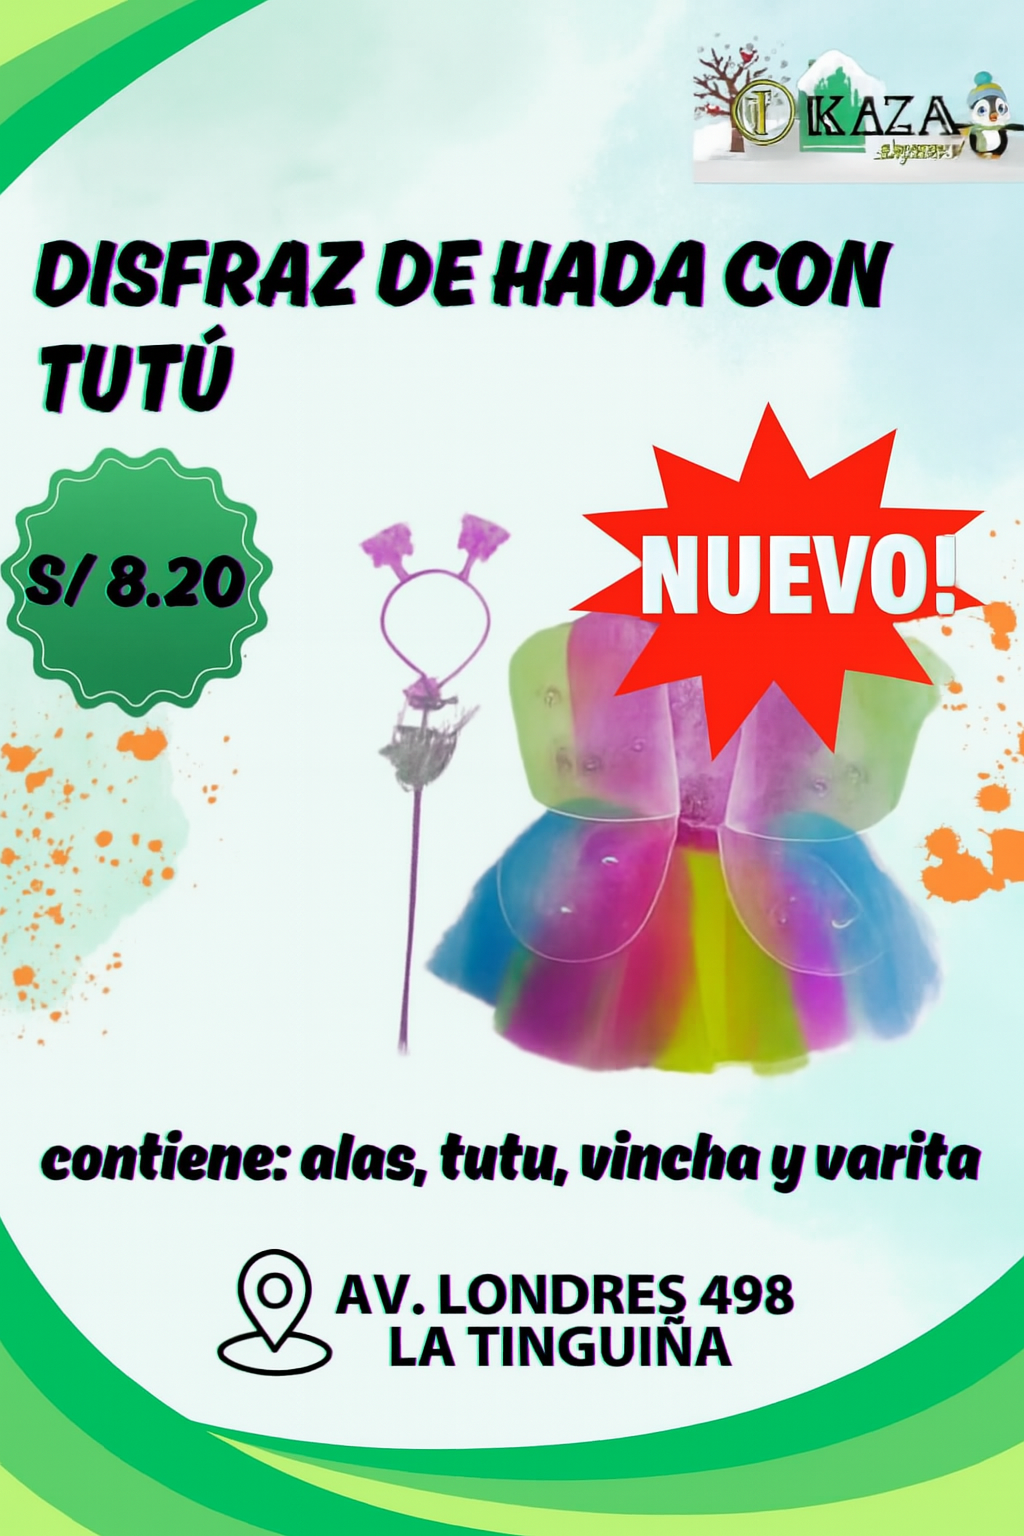 I KAZA
DISFRAZ DE HADA CON
TUTÚ
S/ 8.20
NUEVO!
contiene: alas, tutu, vincha y varita
AV. LONDRES 498
LA TINGUIÑA